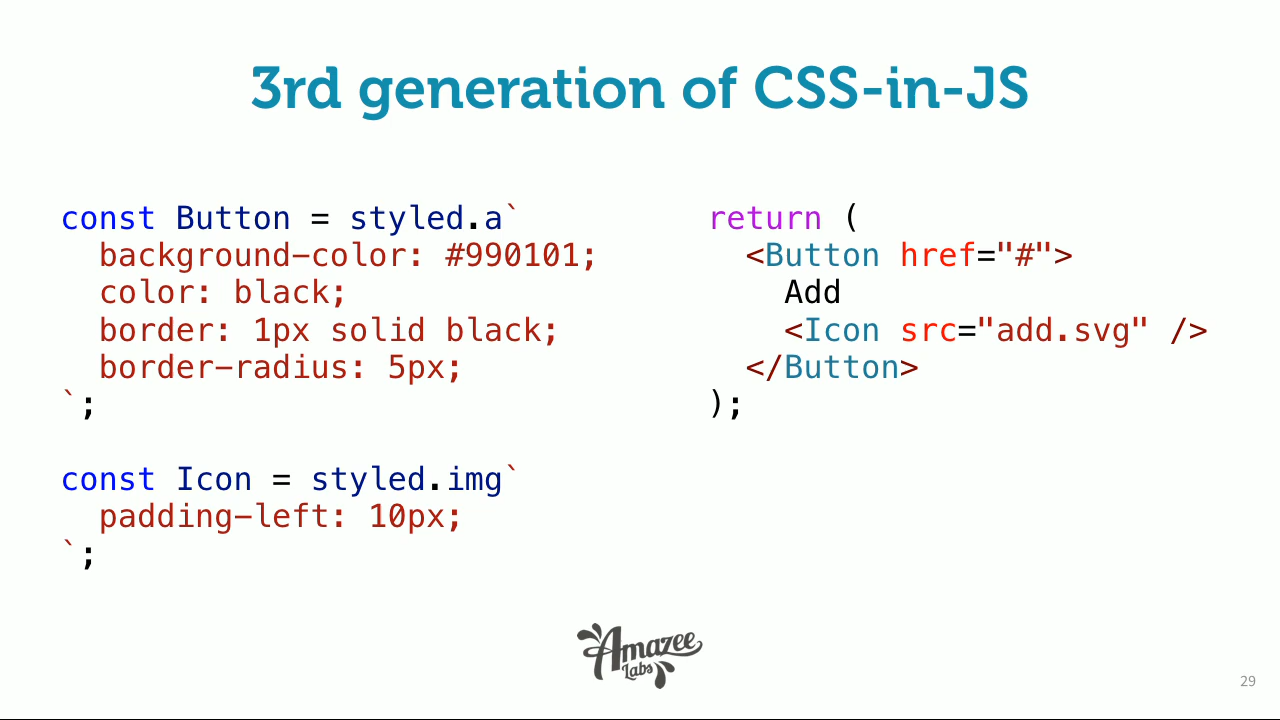 3rd generation of CSS-in-JS
const Button = styled.a`
  background-color: #990101;
  color: black;
  border: 1px solid black;
  border-radius: 5px;
`;
const Icon = styled.img`
  padding-left: 10px;
`;
return (
  <Button href="#">
    Add
    <Icon src="add.svg" />
  </Button>
);
Amazee
Labs
29